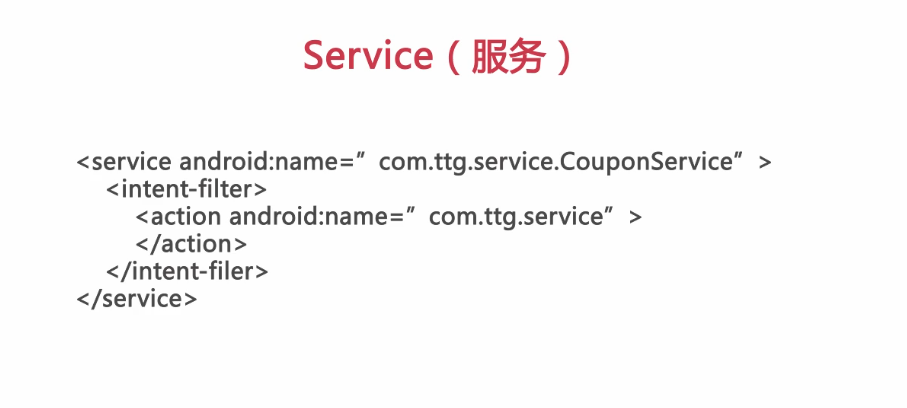 Service（服务）
<service android:name=” com.ttg.service.CouponService” >
<intent-filter>
<action android:name=” com.ttg.service” >
</action>
</intent-filer>
</service>